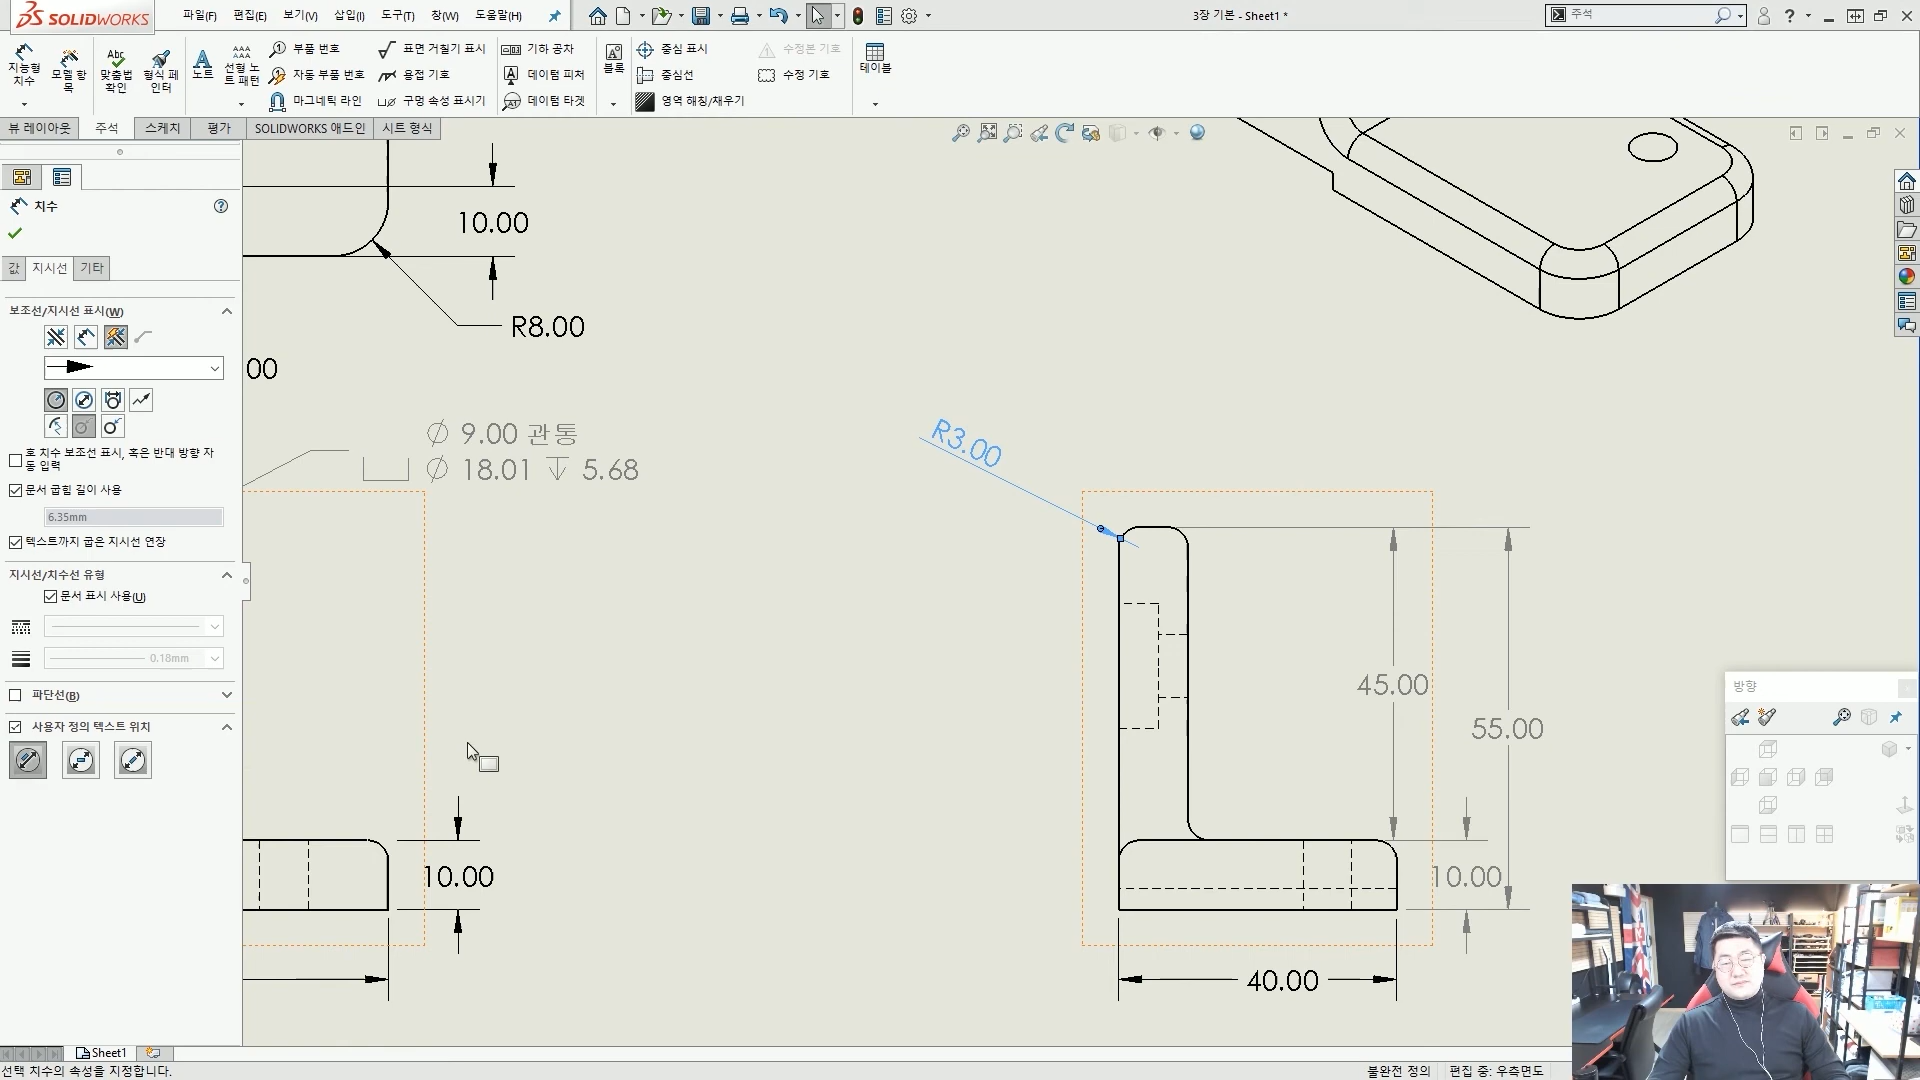 SOLIDWORKS
파일(F)
편집(E)
보기(V)
삽입(I)
도구(T)
창(W)
도움말(H)
3장 기본 - Sheet1 *
주석
지능형 치수
모델 항목
맞춤법 확인
형식 페인터
노트
선형 노트 패턴
부품 번호
자동 부품 번호
마그네틱 라인
표면 거칠기 표시
용접 기호
구멍 속성 표시기
기하 공차
데이텀 피처
데이텀 타겟
블록
중심 표시
중심선
영역 해칭/채우기
수정본 기호
수정 기호
테이블
뷰 레이아웃
주석
스케치
평가
SOLIDWORKS 애드인
시트 형식
치수
값
지시선
기타
보조선/지시선 표시(W)
호 치수 보조선 표시, 혹은 반대 방향 자동 입력
문서 굽힘 길이 사용
6.35mm
텍스트까지 굽은 지시선 연장
지시선/치수선 유형
문서 표시 사용(U)
0.18mm
파단선(B)
사용자 정의 텍스트 위치
10.00
R8.00
00
∅ 9.00 관통
⌴ ∅ 18.01 ↧ 5.68
R3.00
45.00
55.00
10.00
10.00
40.00
방향
Sheet1
선택 치수의 속성을 지정합니다.
불완전 정의
편집 중: 우측면도